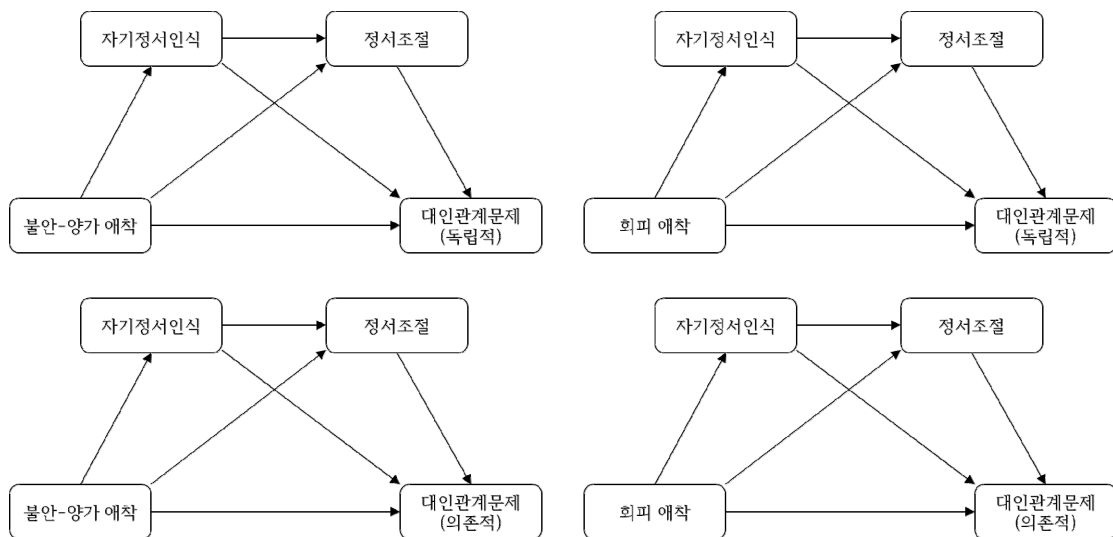 자기정서인식
정서조절
불안-양가 애착
대인관계문제
(독립적)
자기정서인식
정서조절
회피 애착
대인관계문제
(독립적)
자기정서인식
정서조절
불안-양가 애착
대인관계문제
(의존적)
자기정서인식
정서조절
회피 애착
대인관계문제
(의존적)